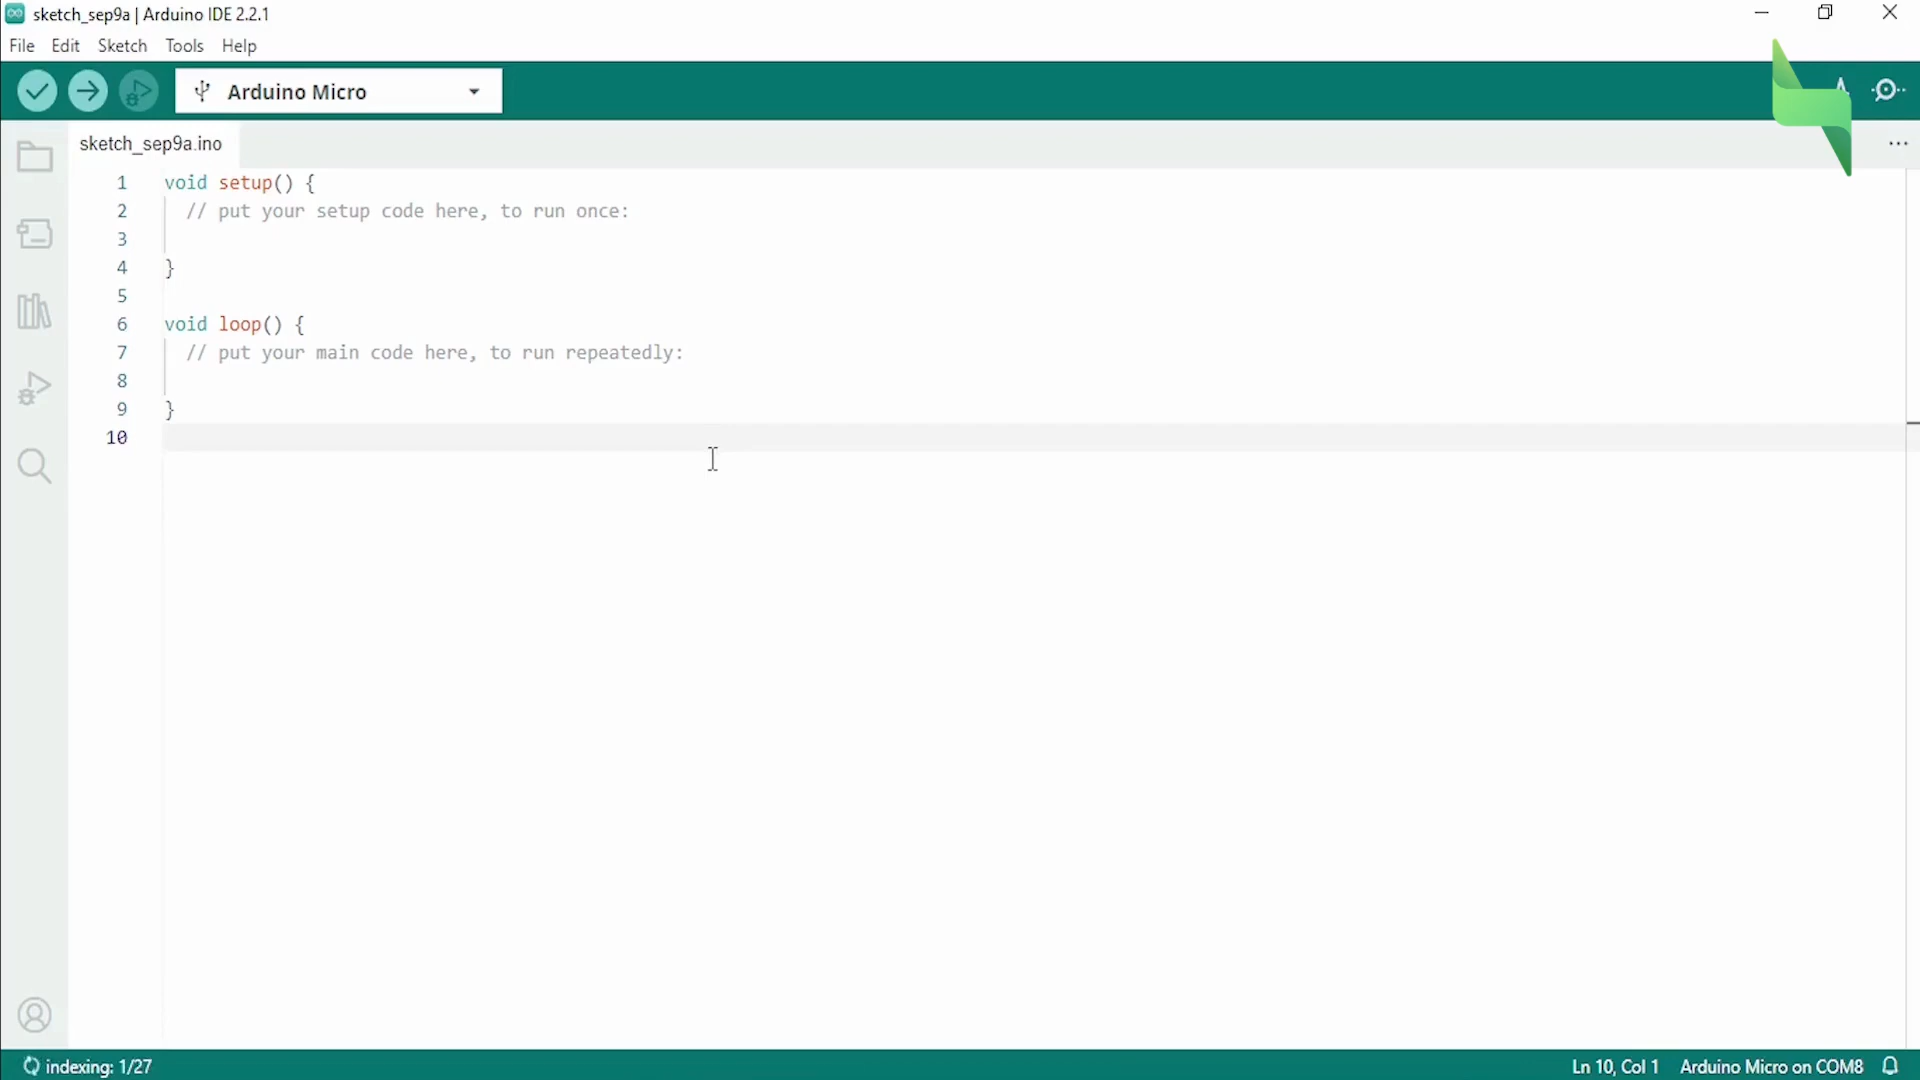 sketch_sep9a | Arduino IDE 2.2.1
File Edit Sketch Tools Help
Arduino Micro
sketch_sep9a.ino
1 void setup() {
2 // put your setup code here, to run once:
3
4 }
5
6 void loop() {
7 // put your main code here, to run repeatedly:
8
9 }
10
indexing: 1/27 Ln 10, Col 1 Arduino Micro on COM8